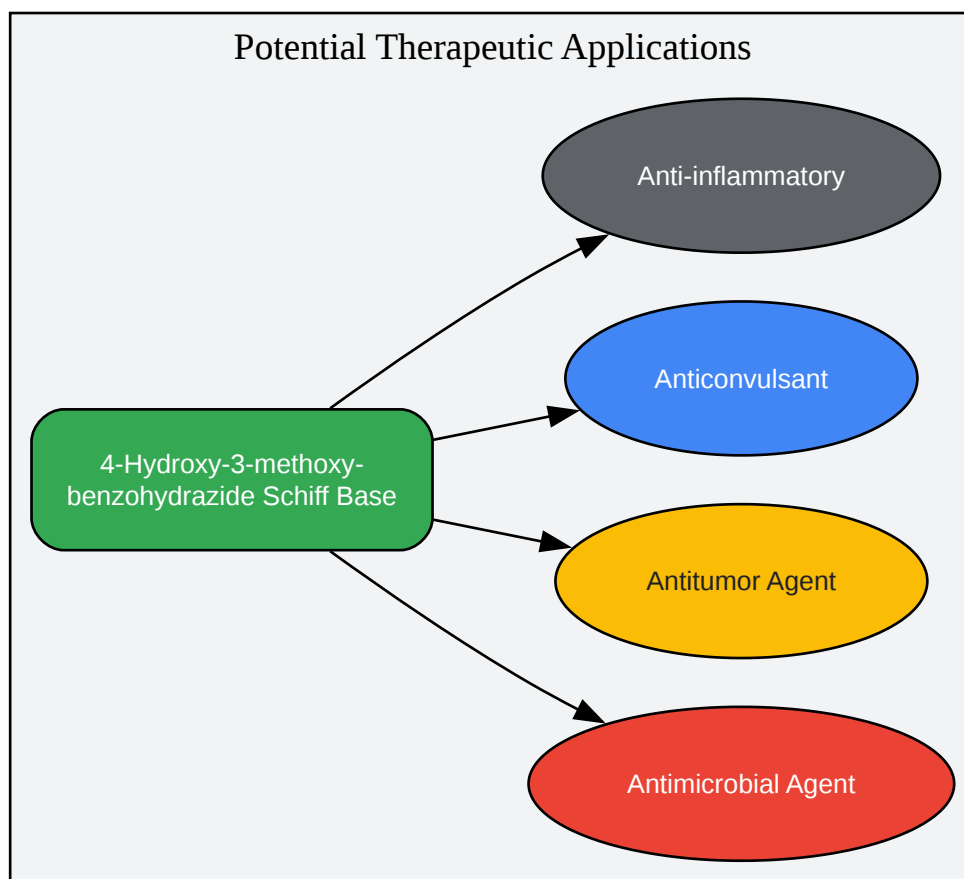 Potential Therapeutic Applications
Anti-inflammatory
Anticonvulsant
4-Hydroxy-3-methoxy-
benzohydrazide Schiff Base
Antitumor Agent
Antimicrobial Agent